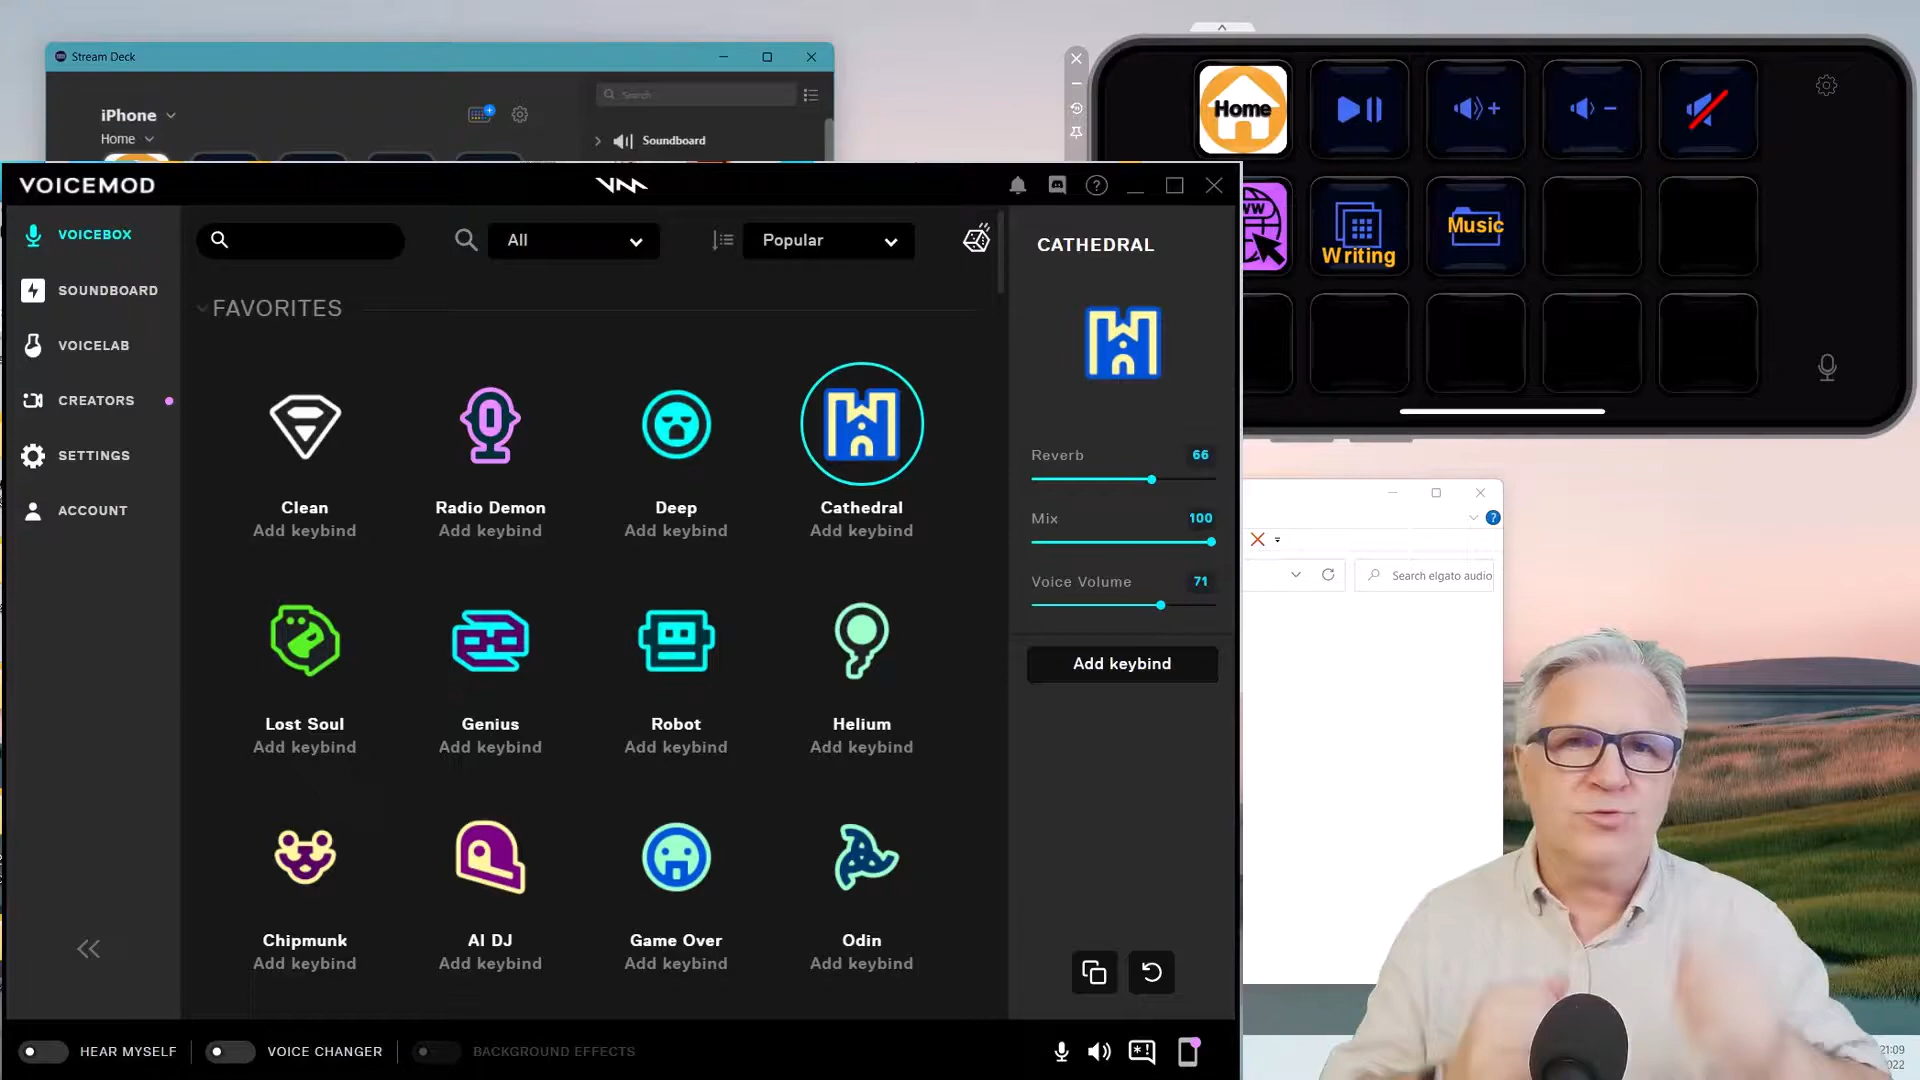 Stream Deck
iPhone
Home
Search
Soundboard
Home
Writing
Music
VOICEMOD
VOICEBOX
SOUNDBOARD
VOICELAB
CREATORS
SETTINGS
ACCOUNT
All
Popular
FAVORITES
Clean
Add keybind
Radio Demon
Add keybind
Deep
Add keybind
Cathedral
Add keybind
Lost Soul
Add keybind
Genius
Add keybind
Robot
Add keybind
Helium
Add keybind
Chipmunk
Add keybind
AI DJ
Add keybind
Game Over
Add keybind
Odin
Add keybind
CATHEDRAL
Reverb 66
Mix 100
Voice Volume 71
Add keybind
Search elgato audio
HEAR MYSELF
VOICE CHANGER
BACKGROUND EFFECTS
21:09
2022